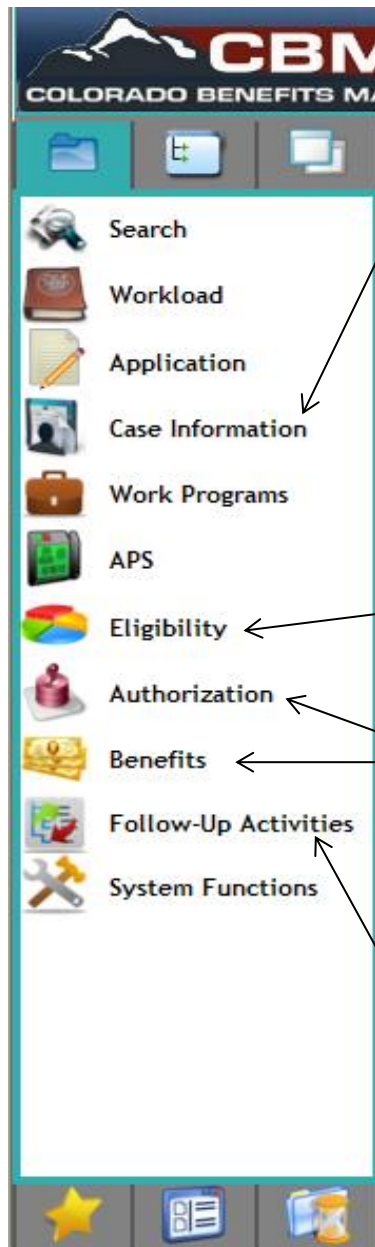 CBM
COLORADO BENEFITS MA
Search
Workload
Application
Case Information
Work Programs
APS
Eligibility
Authorization
Benefits
Follow-Up Activities
System Functions